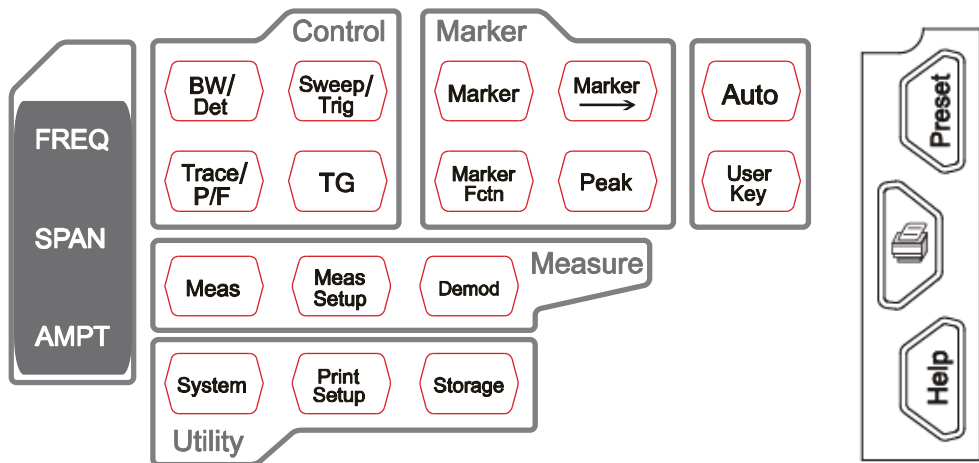 FREQ
SPAN
AMPT
Control
BW/
Det
Sweep/
Trig
Trace/
P/F
TG
Marker
Marker
Marker
Marker
Fctn
Peak
Auto
User
Key
Measure
Meas
Meas
Setup
Demod
System
Print
Setup
Storage
Utility
Preset
Help